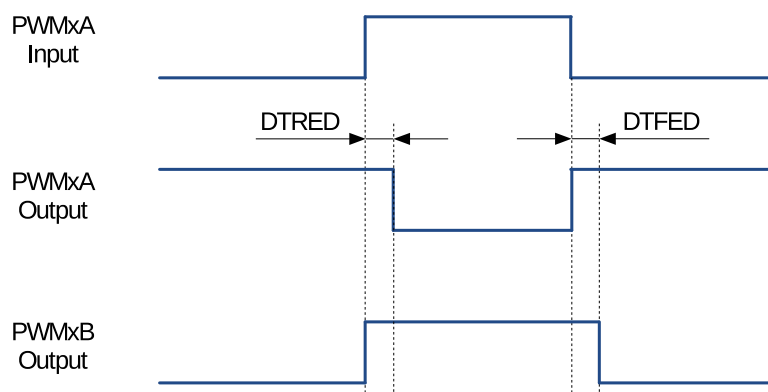 PWMxA
Input
DTRED
DTFED
PWMxA
Output
PWMxB
Output